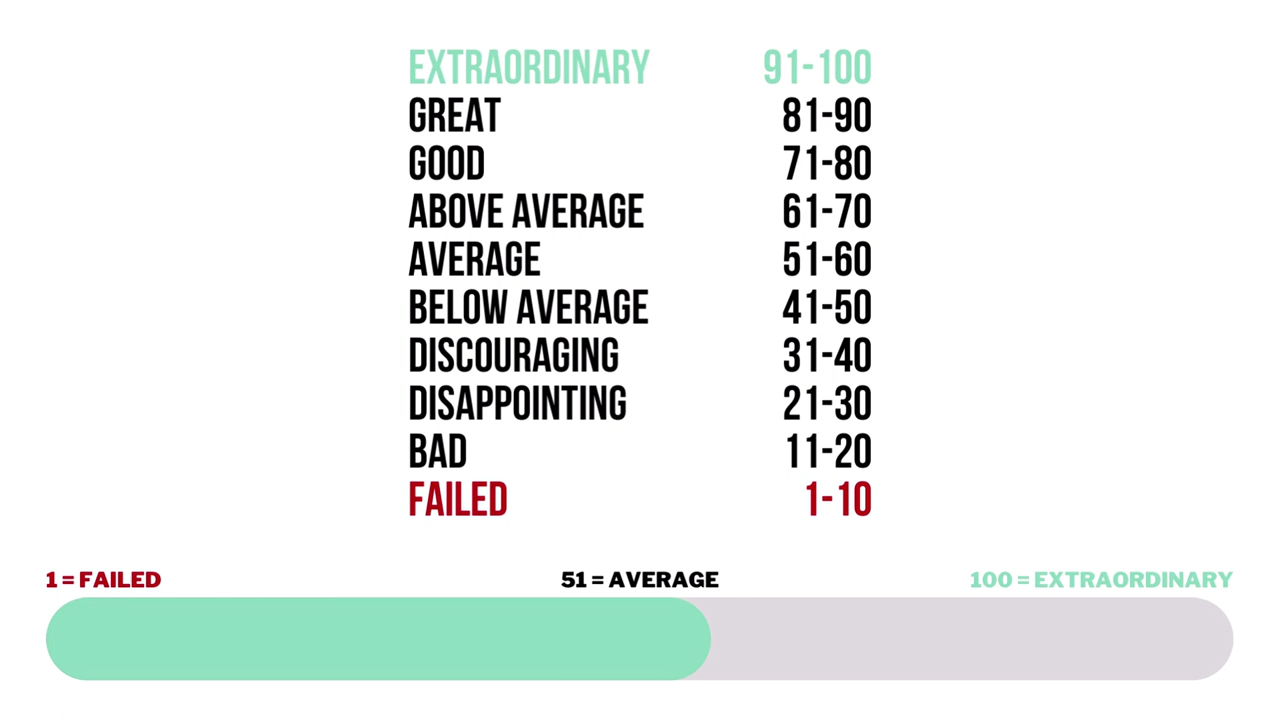 EXTRAORDINARY 91-100
GREAT 81-90
GOOD 71-80
ABOVE AVERAGE 61-70
AVERAGE 51-60
BELOW AVERAGE 41-50
DISCOURAGING 31-40
DISAPPOINTING 21-30
BAD 11-20
FAILED 1-10
1 = FAILED 51 = AVERAGE 100 = EXTRAORDINARY